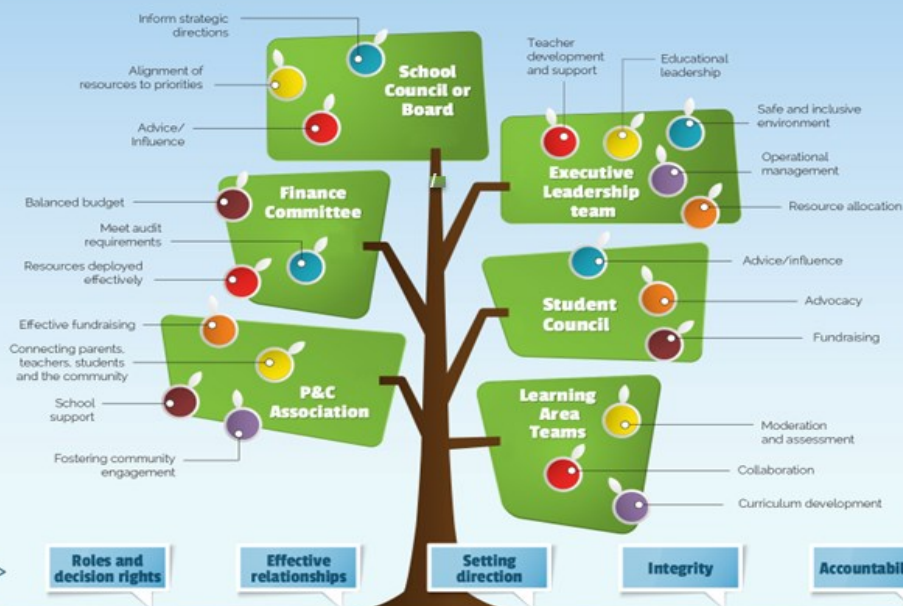 Inform strategic
directions
Alignment of
resources to priorities
Advice/
Influence
School
Council or
Board
Teacher
development
and support
Educational
leadership
Safe and inclusive
environment
Operational
management
Resource allocation
Executive
Leadership
team
Balanced budget
Meet audit
requirements
Resources deployed
effectively
Finance
Committee
Advice/influence
Advocacy
Fundraising
Student
Council
Effective fundraising
Connecting parents,
teachers, students
and the community
School
support
Fostering community
engagement
P&C
Association
Learning
Area
Teams
Moderation
and assessment
Collaboration
Curriculum development
Roles and
decision rights
Effective
relationships
Setting
direction
Integrity
Accountabil